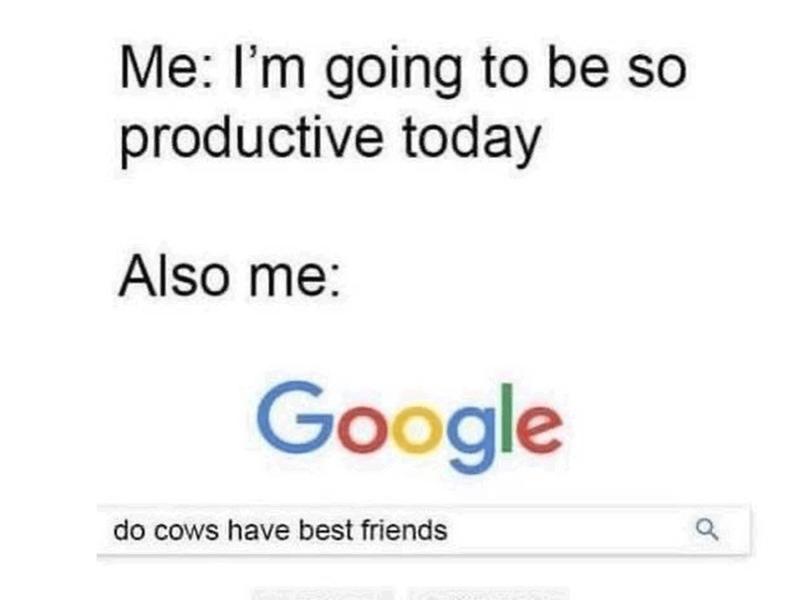 Me: I’m going to be so
productive today
Also me:
Google
do cows have best friends